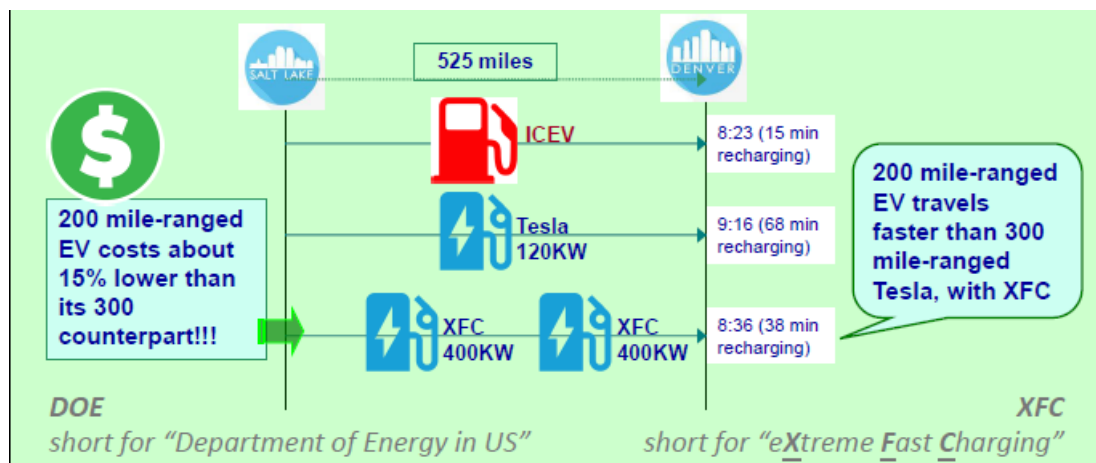 SALT LAKE
525 miles
DENVER
$
ICEV
8:23 (15 min
recharging)
200 mile-ranged
EV costs about
15% lower than
its 300
counterpart!!!
Tesla
120KW
9:16 (68 min
recharging)
200 mile-ranged
EV travels
faster than 300
mile-ranged
Tesla, with XFC
XFC
400KW
XFC
400KW
8:36 (38 min
recharging)
DOE
short for “Department of Energy in US”
XFC
short for “eXtreme Fast Charging”